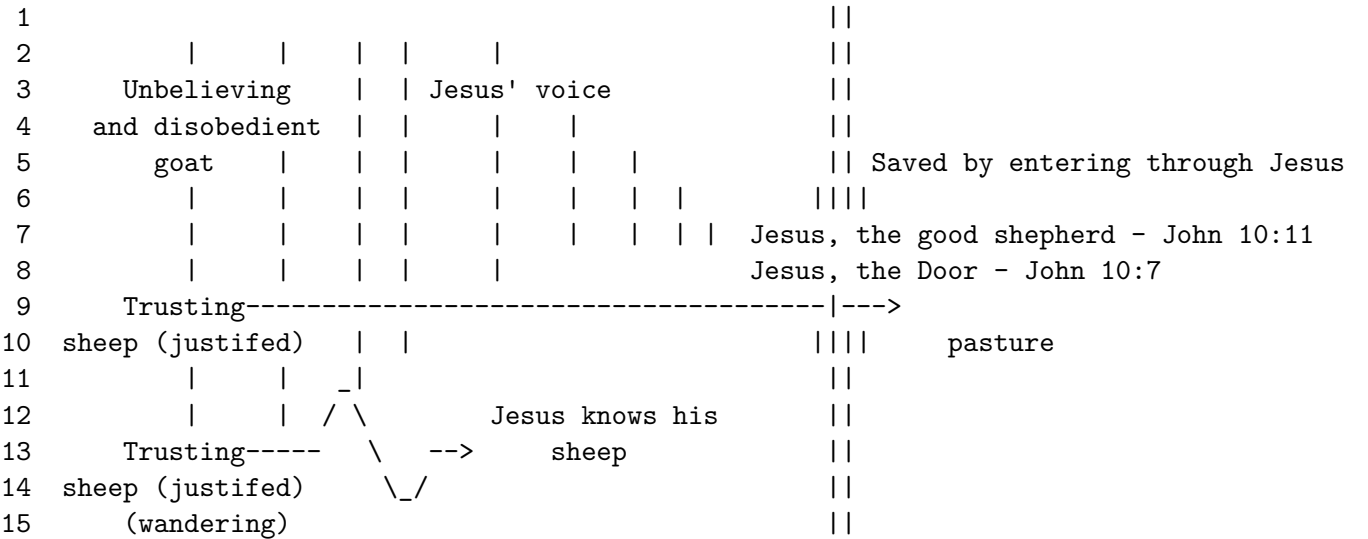 1
2
3 Unbelieving Jesus' voice
4 and disobedient
5 goat Saved by entering through Jesus
6
7 Jesus, the good shepherd - John 10:11
8 Jesus, the Door - John 10:7
9 Trusting------------------------------------|--->
10 sheep (justifed) pasture
11
12 Jesus knows his
13 Trusting----- --> sheep
14 sheep (justifed)
15 (wandering)